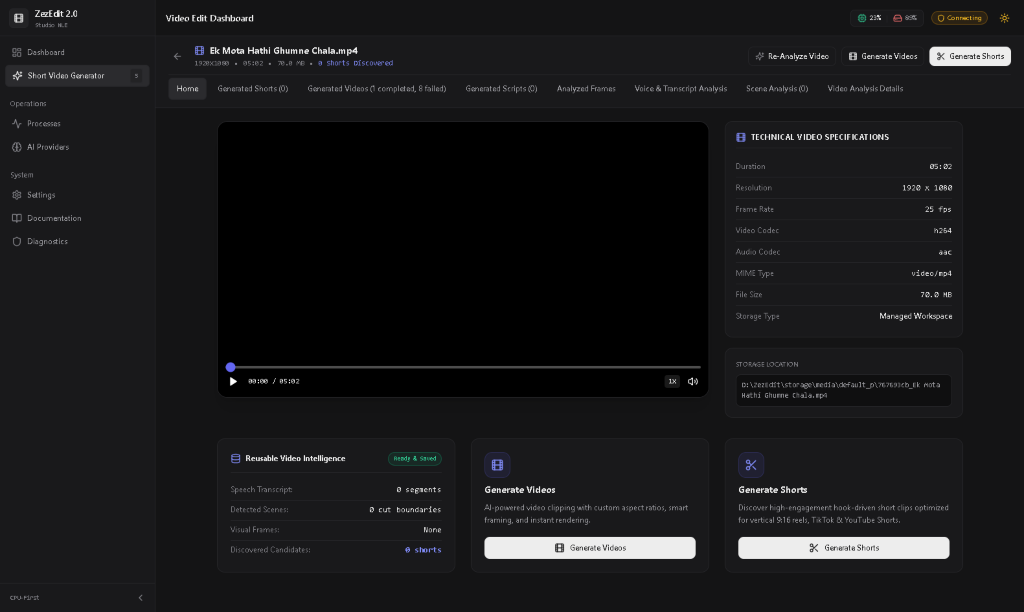 ZezEdit 2.0
Studio NLE
Video Edit Dashboard
23%
86%
Connecting
Dashboard
Short Video Generator
Operations
Processes
AI Providers
System
Settings
Documentation
Diagnostics
CPU-First
Ek Mota Hathi Ghumne Chala.mp4
1920x1080 • 05:02 • 70.0 MB • 0 Shorts Discovered
Re-Analyze Video
Generate Videos
Generate Shorts
Home
Generated Shorts (0)
Generated Videos (1 completed, 8 failed)
Generated Scripts (0)
Analyzed Frames
Voice & Transcript Analysis
Scene Analysis (0)
Video Analysis Details
00:00 / 05:02
1X
TECHNICAL VIDEO SPECIFICATIONS
Duration 05:02
Resolution 1920 x 1080
Frame Rate 25 fps
Video Codec h264
Audio Codec aac
MIME Type video/mp4
File Size 70.0 MB
Storage Type Managed Workspace
STORAGE LOCATION
Mota
Hathi Ghumne Chala.mp4
Reusable Video Intelligence
Ready & Saved
Speech Transcript: 0 segments
Detected Scenes: 0 cut boundaries
Visual Frames: None
Discovered Candidates: 0 shorts
Generate Videos
AI-powered video clipping with custom aspect ratios, smart
framing, and instant rendering.
Generate Videos
Generate Shorts
Discover high-engagement hook-driven short clips optimized
for vertical 9:16 reels, TikTok & YouTube Shorts.
Generate Shorts